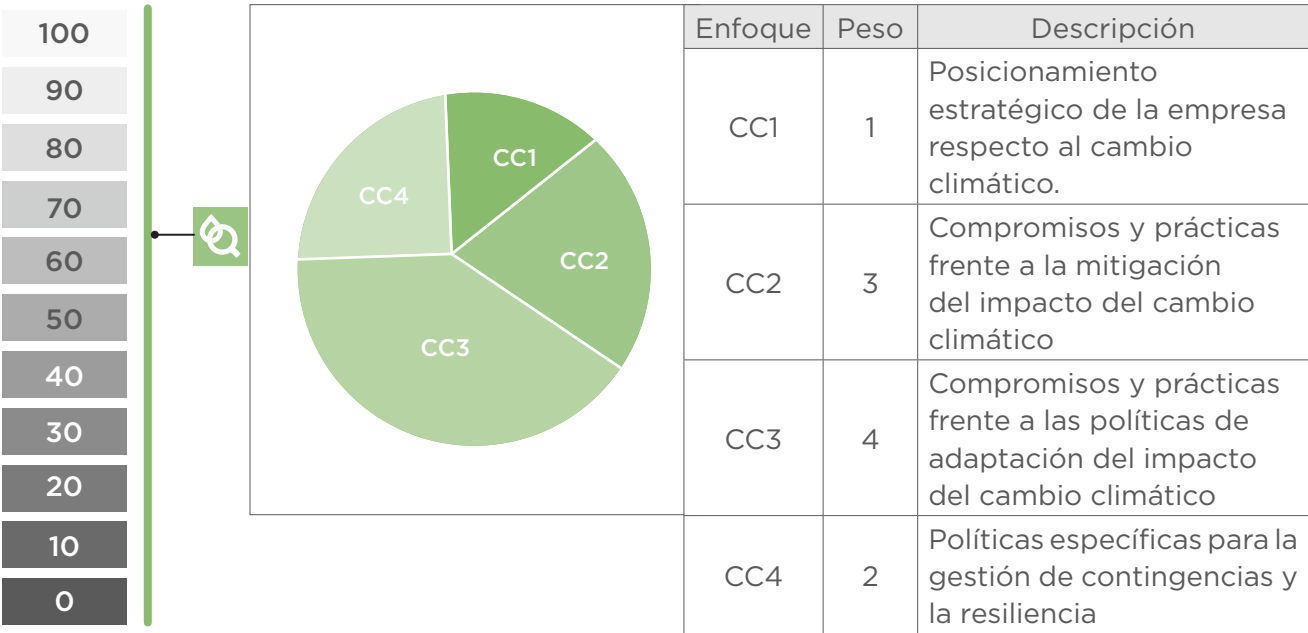 100
90
80
70
60
50
40
30
20
10
0
CC1
CC2
CC3
CC4
Enfoque Peso Descripción
CC1 1 Posicionamiento
estratégico de la empresa
respecto al cambio
climático.
CC2 3 Compromisos y prácticas
frente a la mitigación
del impacto del cambio
climático
CC3 4 Compromisos y prácticas
frente a las políticas de
adaptación del impacto
del cambio climático
CC4 2 Políticas específicas para la
gestión de contingencias y
la resiliencia